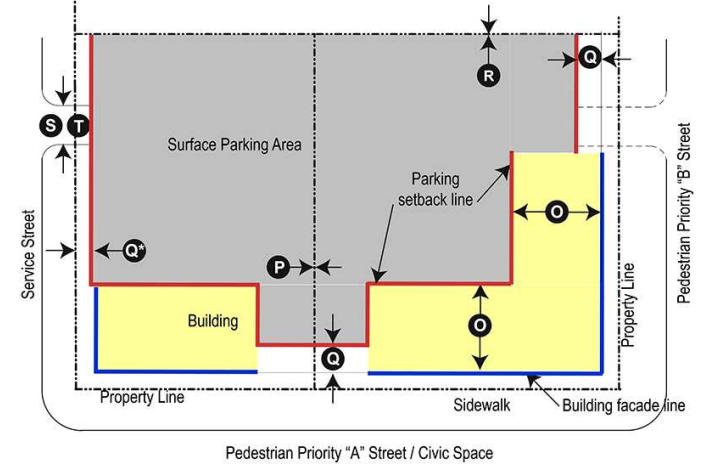 Q
R
S T
Surface Parking Area
Parking
setback line
Pedestrian Priority “B” Street
O
Service Street
Q*
P
Property Line
Building
O
Q
Property Line
Sidewalk
Building facade line
Pedestrian Priority “A” Street / Civic Space